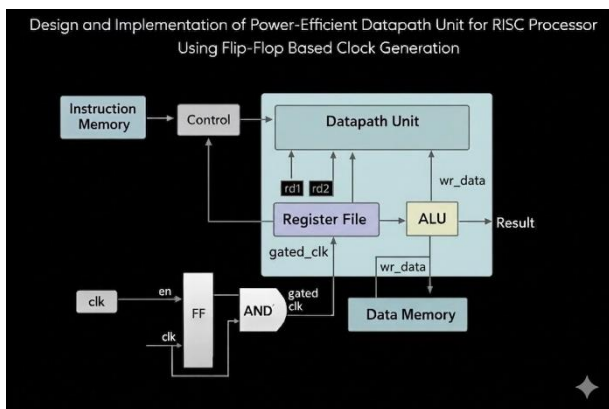 Design and Implementation of Power-Efficient Datapath Unit for RISC Processor
Using Flip-Flop Based Clock Generation
Instruction
Memory
Control
Datapath Unit
rd1
rd2
wr_data
Register File
ALU
Result
gated_clk
wr_data
clk
en
FF
AND
gated
clk
Data Memory
clk